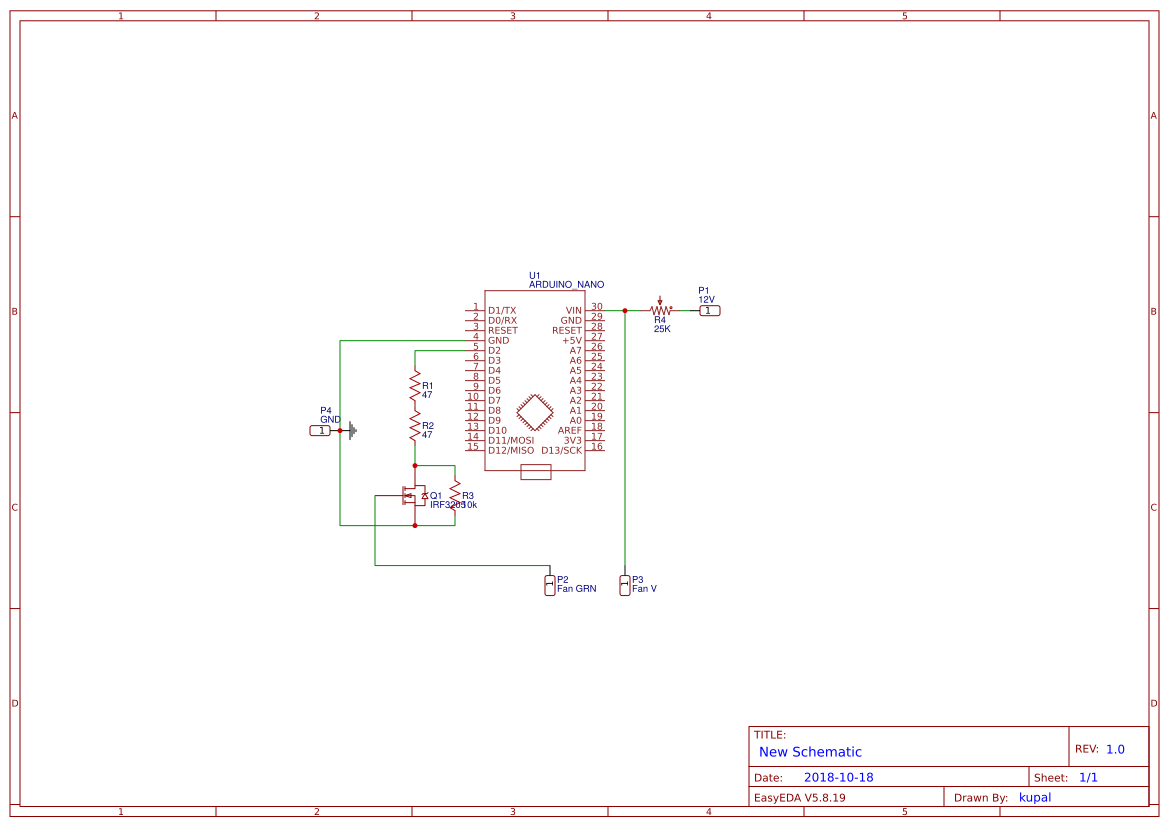 1 2 3 4 5
A A
B B
C C
D D
U1
ARDUINO_NANO
1 D1/TX VIN 30
2 D0/RX GND 29
3 RESET RESET 28
4 GND +5V 27
5 D2 A7 26
6 D3 A6 25
7 D4 A5 24
8 D5 A4 23
9 D6 A3 22
10 D7 A2 21
11 D8 A1 20
12 D9 A0 19
13 D10 AREF 18
14 D11/MOSI 3V3 17
15 D12/MISO D13/SCK 16
P1
12V
1
R4
25K
R1
47
R2
47
P4
GND
1
Q1
IRF3205
R3
10k
P2
Fan GRN
1
P3
Fan V
1
TITLE:
New Schematic
REV: 1.0
Date: 2018-10-18
Sheet: 1/1
EasyEDA V5.8.19
Drawn By: kupal
1 2 3 4 5